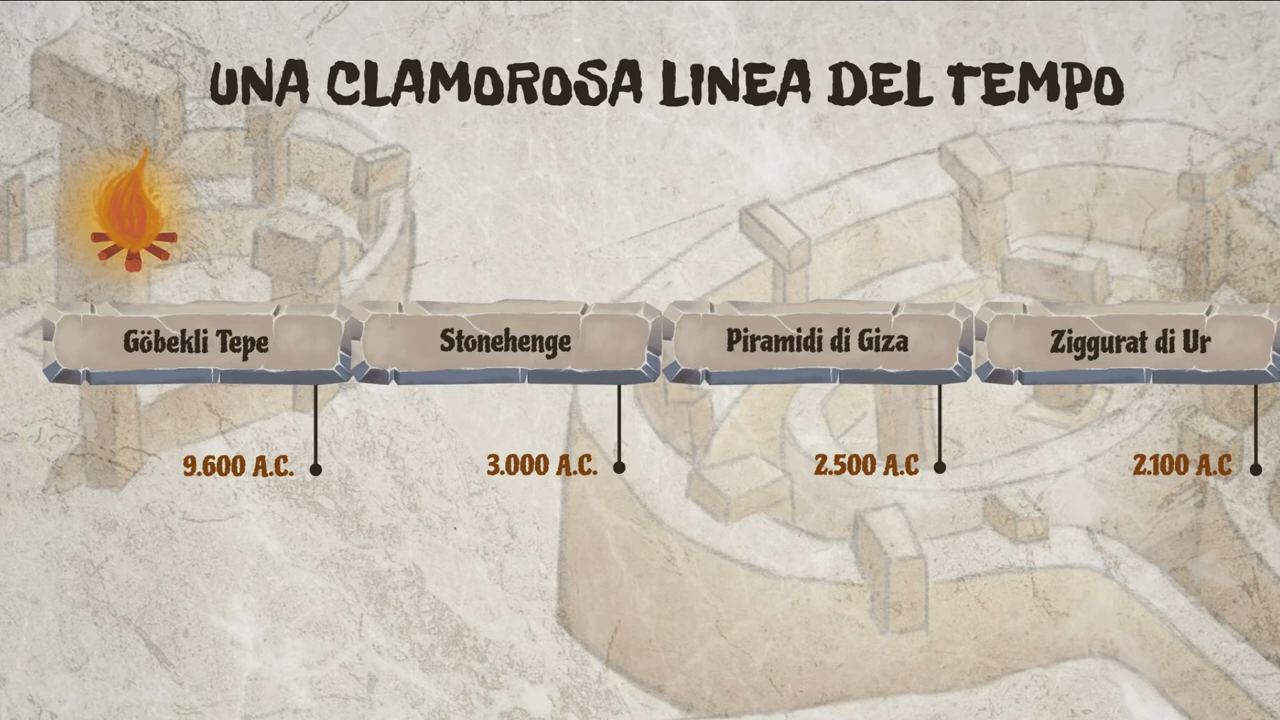 UNA CLAMOROSA LINEA DEL TEMPO
Göbekli Tepe
Stonehenge
Piramidi di Giza
Ziggurat di Ur
9.600 A.C.
3.000 A.C.
2.500 A.C
2.100 A.C